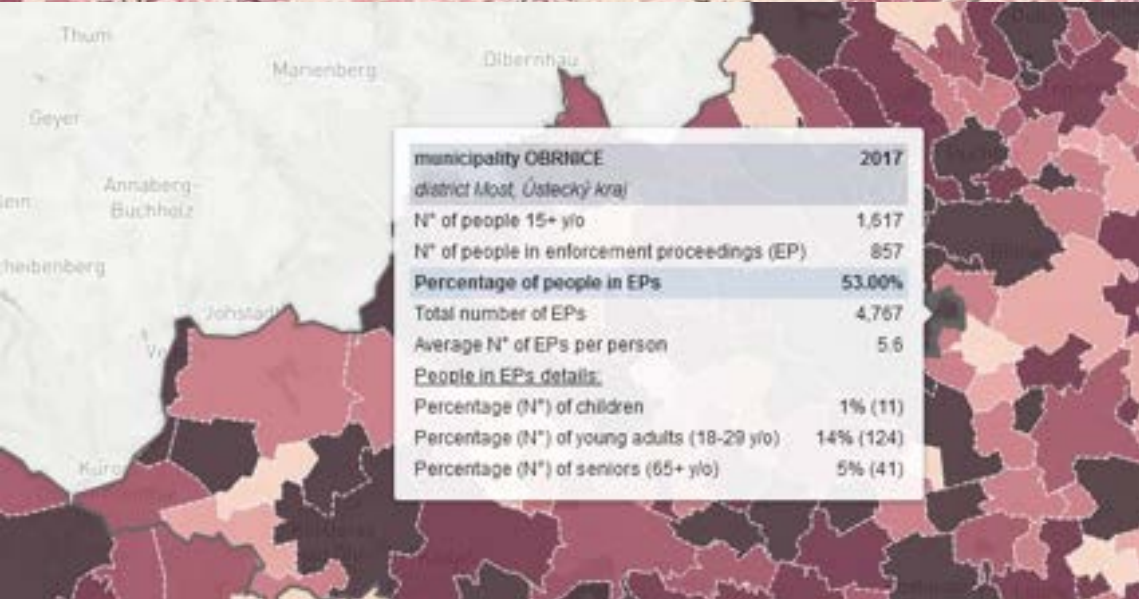 Thum
Marienberg
Olbernhau
Geyer
Annaberg-
Buchholz
heibenberg
Johstadt
municipality OBRNICE 2017
district Most, Ústecký kraj
N° of people 15+ y/o 1,617
N° of people in enforcement proceedings (EP) 857
Percentage of people in EPs 53.00%
Total number of EPs 4,767
Average N° of EPs per person 5.6
People in EPs details:
Percentage (N°) of children 1% (11)
Percentage (N°) of young adults (18-29 y/o) 14% (124)
Percentage (N°) of seniors (65+ y/o) 5% (41)